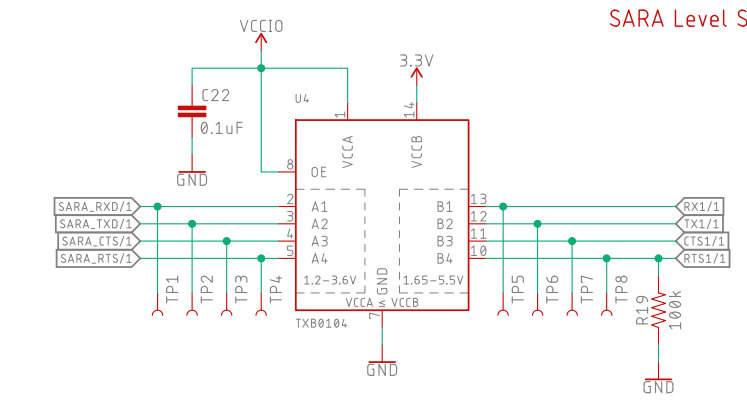 SARA Level S
VCCIO
3.3V
C22
0.1uF
GND
U4
1
14
VCCA
VCCB
8
OE
SARA_RXD/1
2
A1
B1
13
RX1/1
SARA_TXD/1
3
A2
B2
12
TX1/1
SARA_CTS/1
4
A3
B3
11
CTS1/1
SARA_RTS/1
5
A4
B4
10
RTS1/1
TP1
TP2
TP3
TP4
1.2-3.6V
GND
1.65-5.5V
VCCA ≤ VCCB
TP5
TP6
TP7
TP8
R19
100k
TXB0104
7
GND
GND